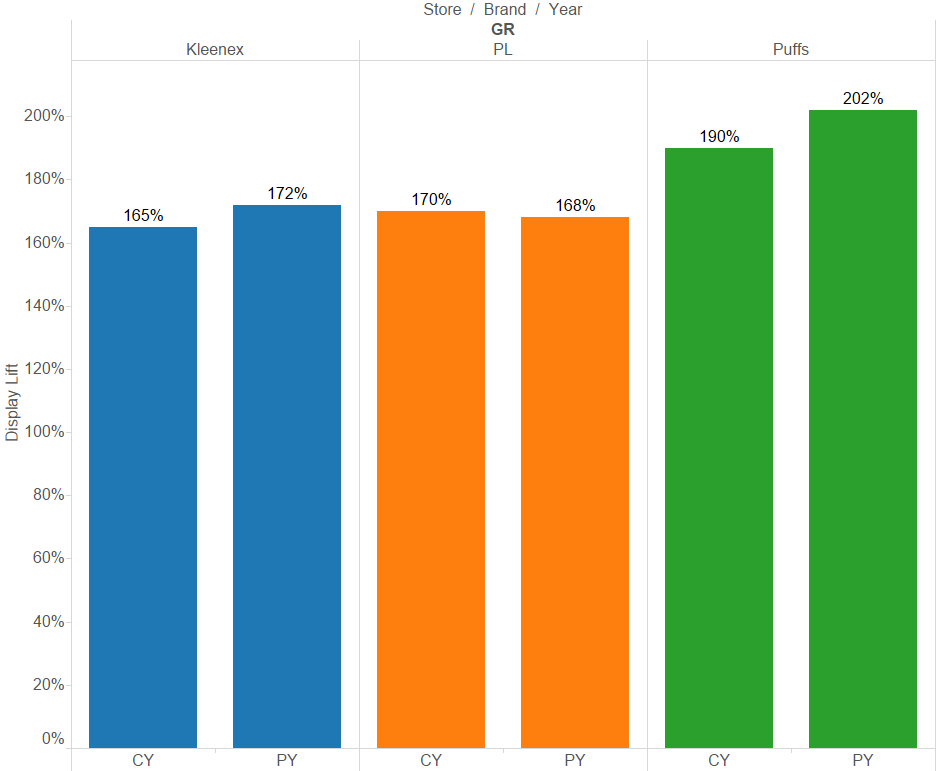 Store / Brand / Year
GR
Kleenex PL Puffs
Display Lift
200%
180%
160%
140%
120%
100%
80%
60%
40%
20%
0%
165% 172% 170% 168% 190% 202%
CY PY CY PY CY PY